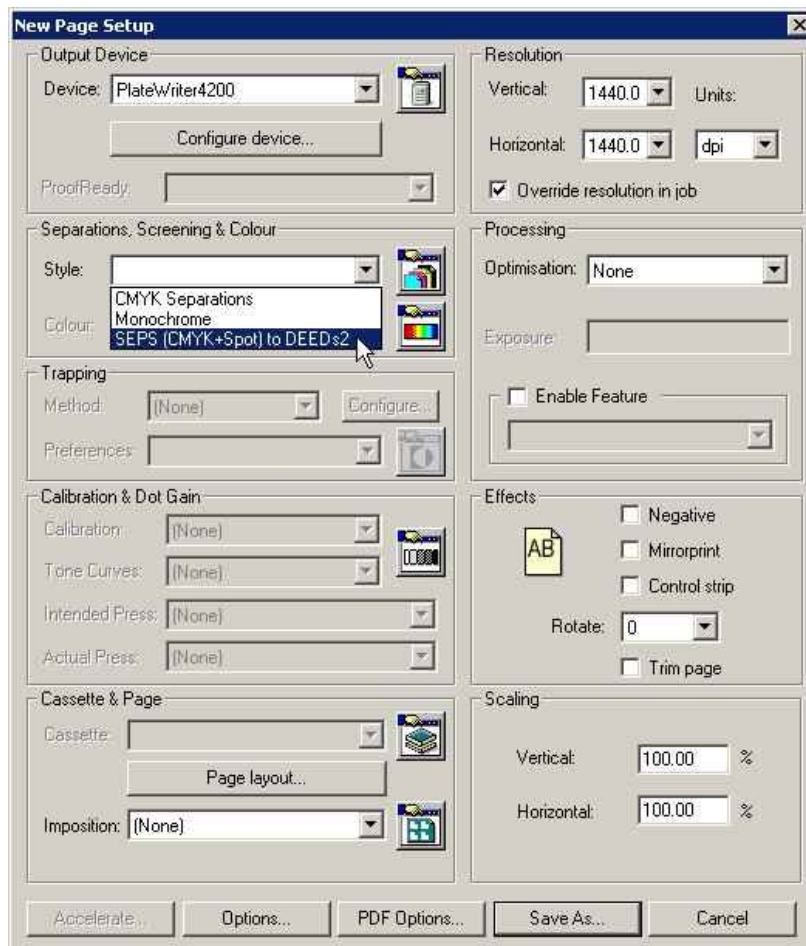 New Page Setup
Output Device
Device: PlateWriter4200
Configure device...
ProofReady:
Separations, Screening & Colour
Style:
CMYK Separations
Monochrome
SEPS (CMYK+Spot) to DEEDs2
Colour:
Trapping
Method: (None) Configure...
Preferences:
Calibration & Dot Gain
Calibration: (None)
Tone Curves: (None)
Intended Press: (None)
Actual Press: (None)
Cassette & Page
Cassette:
Page layout...
Imposition: (None)
Resolution
Vertical: 1440.0 Units:
Horizontal: 1440.0 dpi
Override resolution in job
Processing
Optimisation: None
Exposure:
Enable Feature
Effects
AB
Negative
Mirrorprint
Control strip
Rotate: 0
Trim page
Scaling
Vertical: 100.00 %
Horizontal: 100.00 %
Accelerate... Options... PDF Options... Save As... Cancel